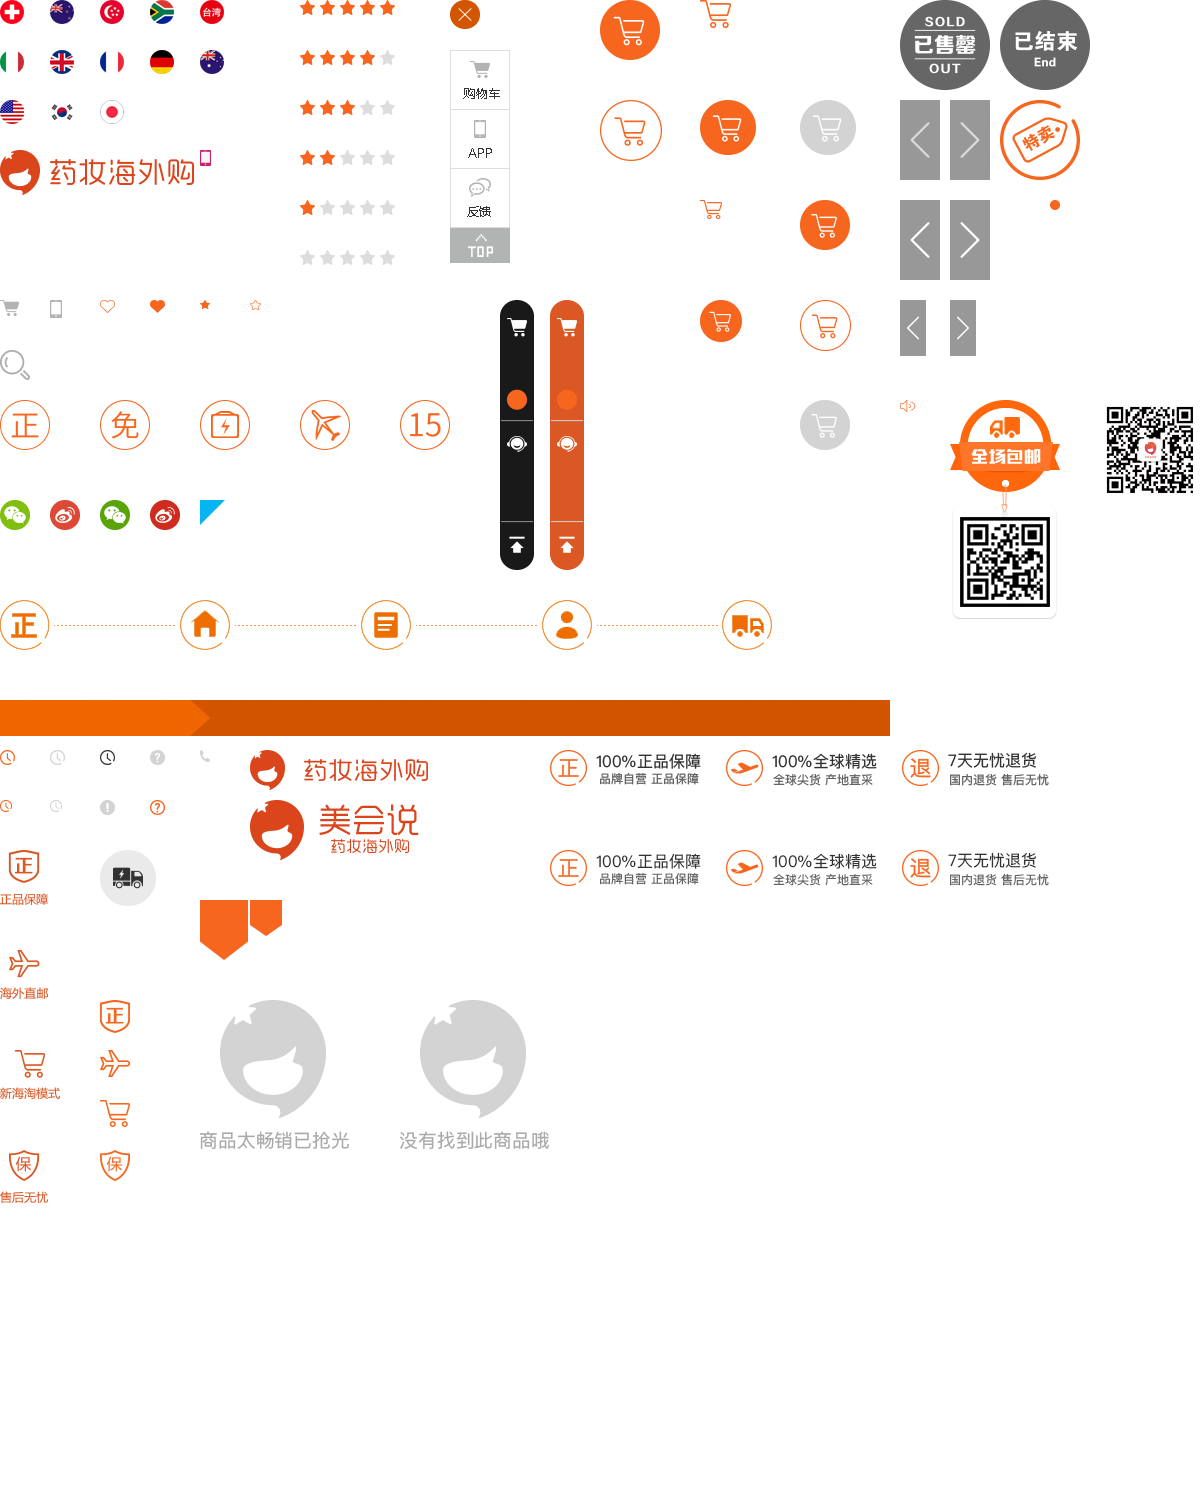 台湾
药妆海外购
购物车
APP
反馈
TOP
SOLD
已售罄
OUT
已结束
End
特卖
正
免
15
全场包邮
正
药妆海外购
美会说
药妆海外购
正
100%正品保障
品牌自营 正品保障
100%全球精选
全球尖货 产地直采
退
7天无忧退货
国内退货 售后无忧
正
100%正品保障
品牌自营 正品保障
100%全球精选
全球尖货 产地直采
退
7天无忧退货
国内退货 售后无忧
正
正品保障
海外直邮
正
新海淘模式
保
售后无忧
保
商品太畅销已抢光
没有找到此商品哦